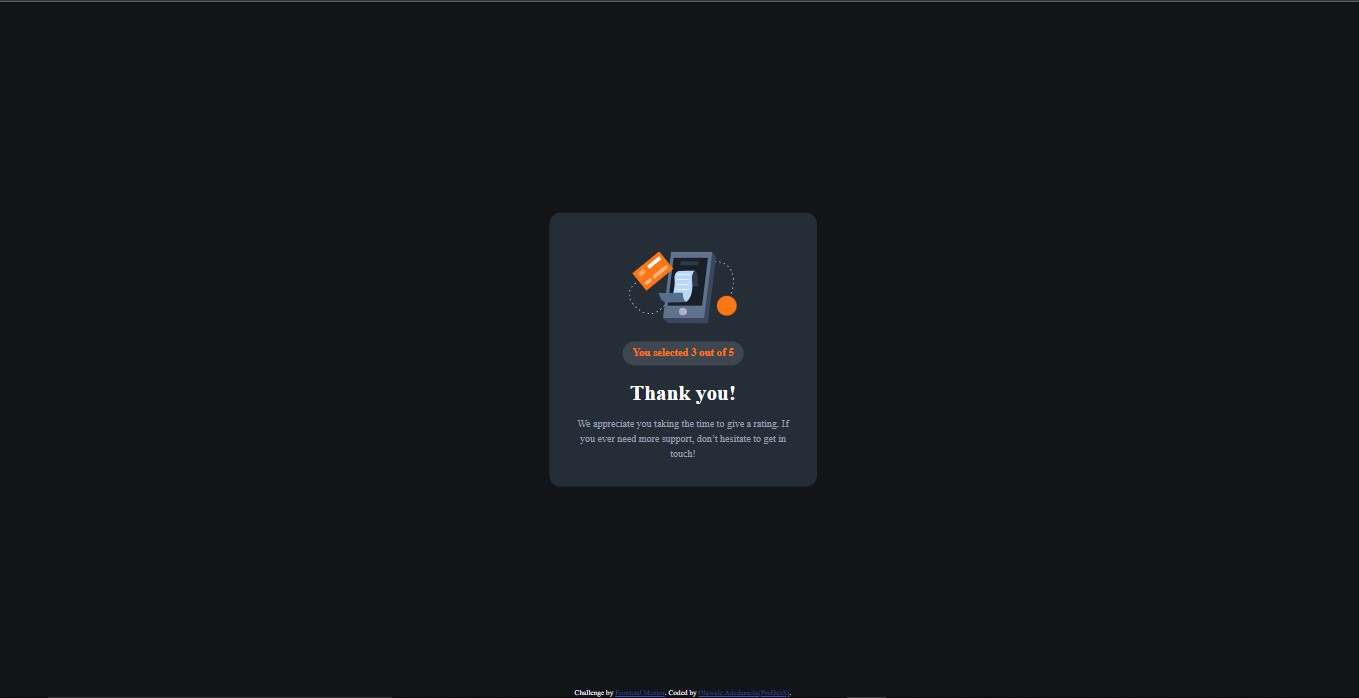 You selected 3 out of 5
Thank you!
We appreciate you taking the time to give a rating. If
you ever need more support, don’t hesitate to get in
touch!
Challenge by Frontend Mentor. Coded by